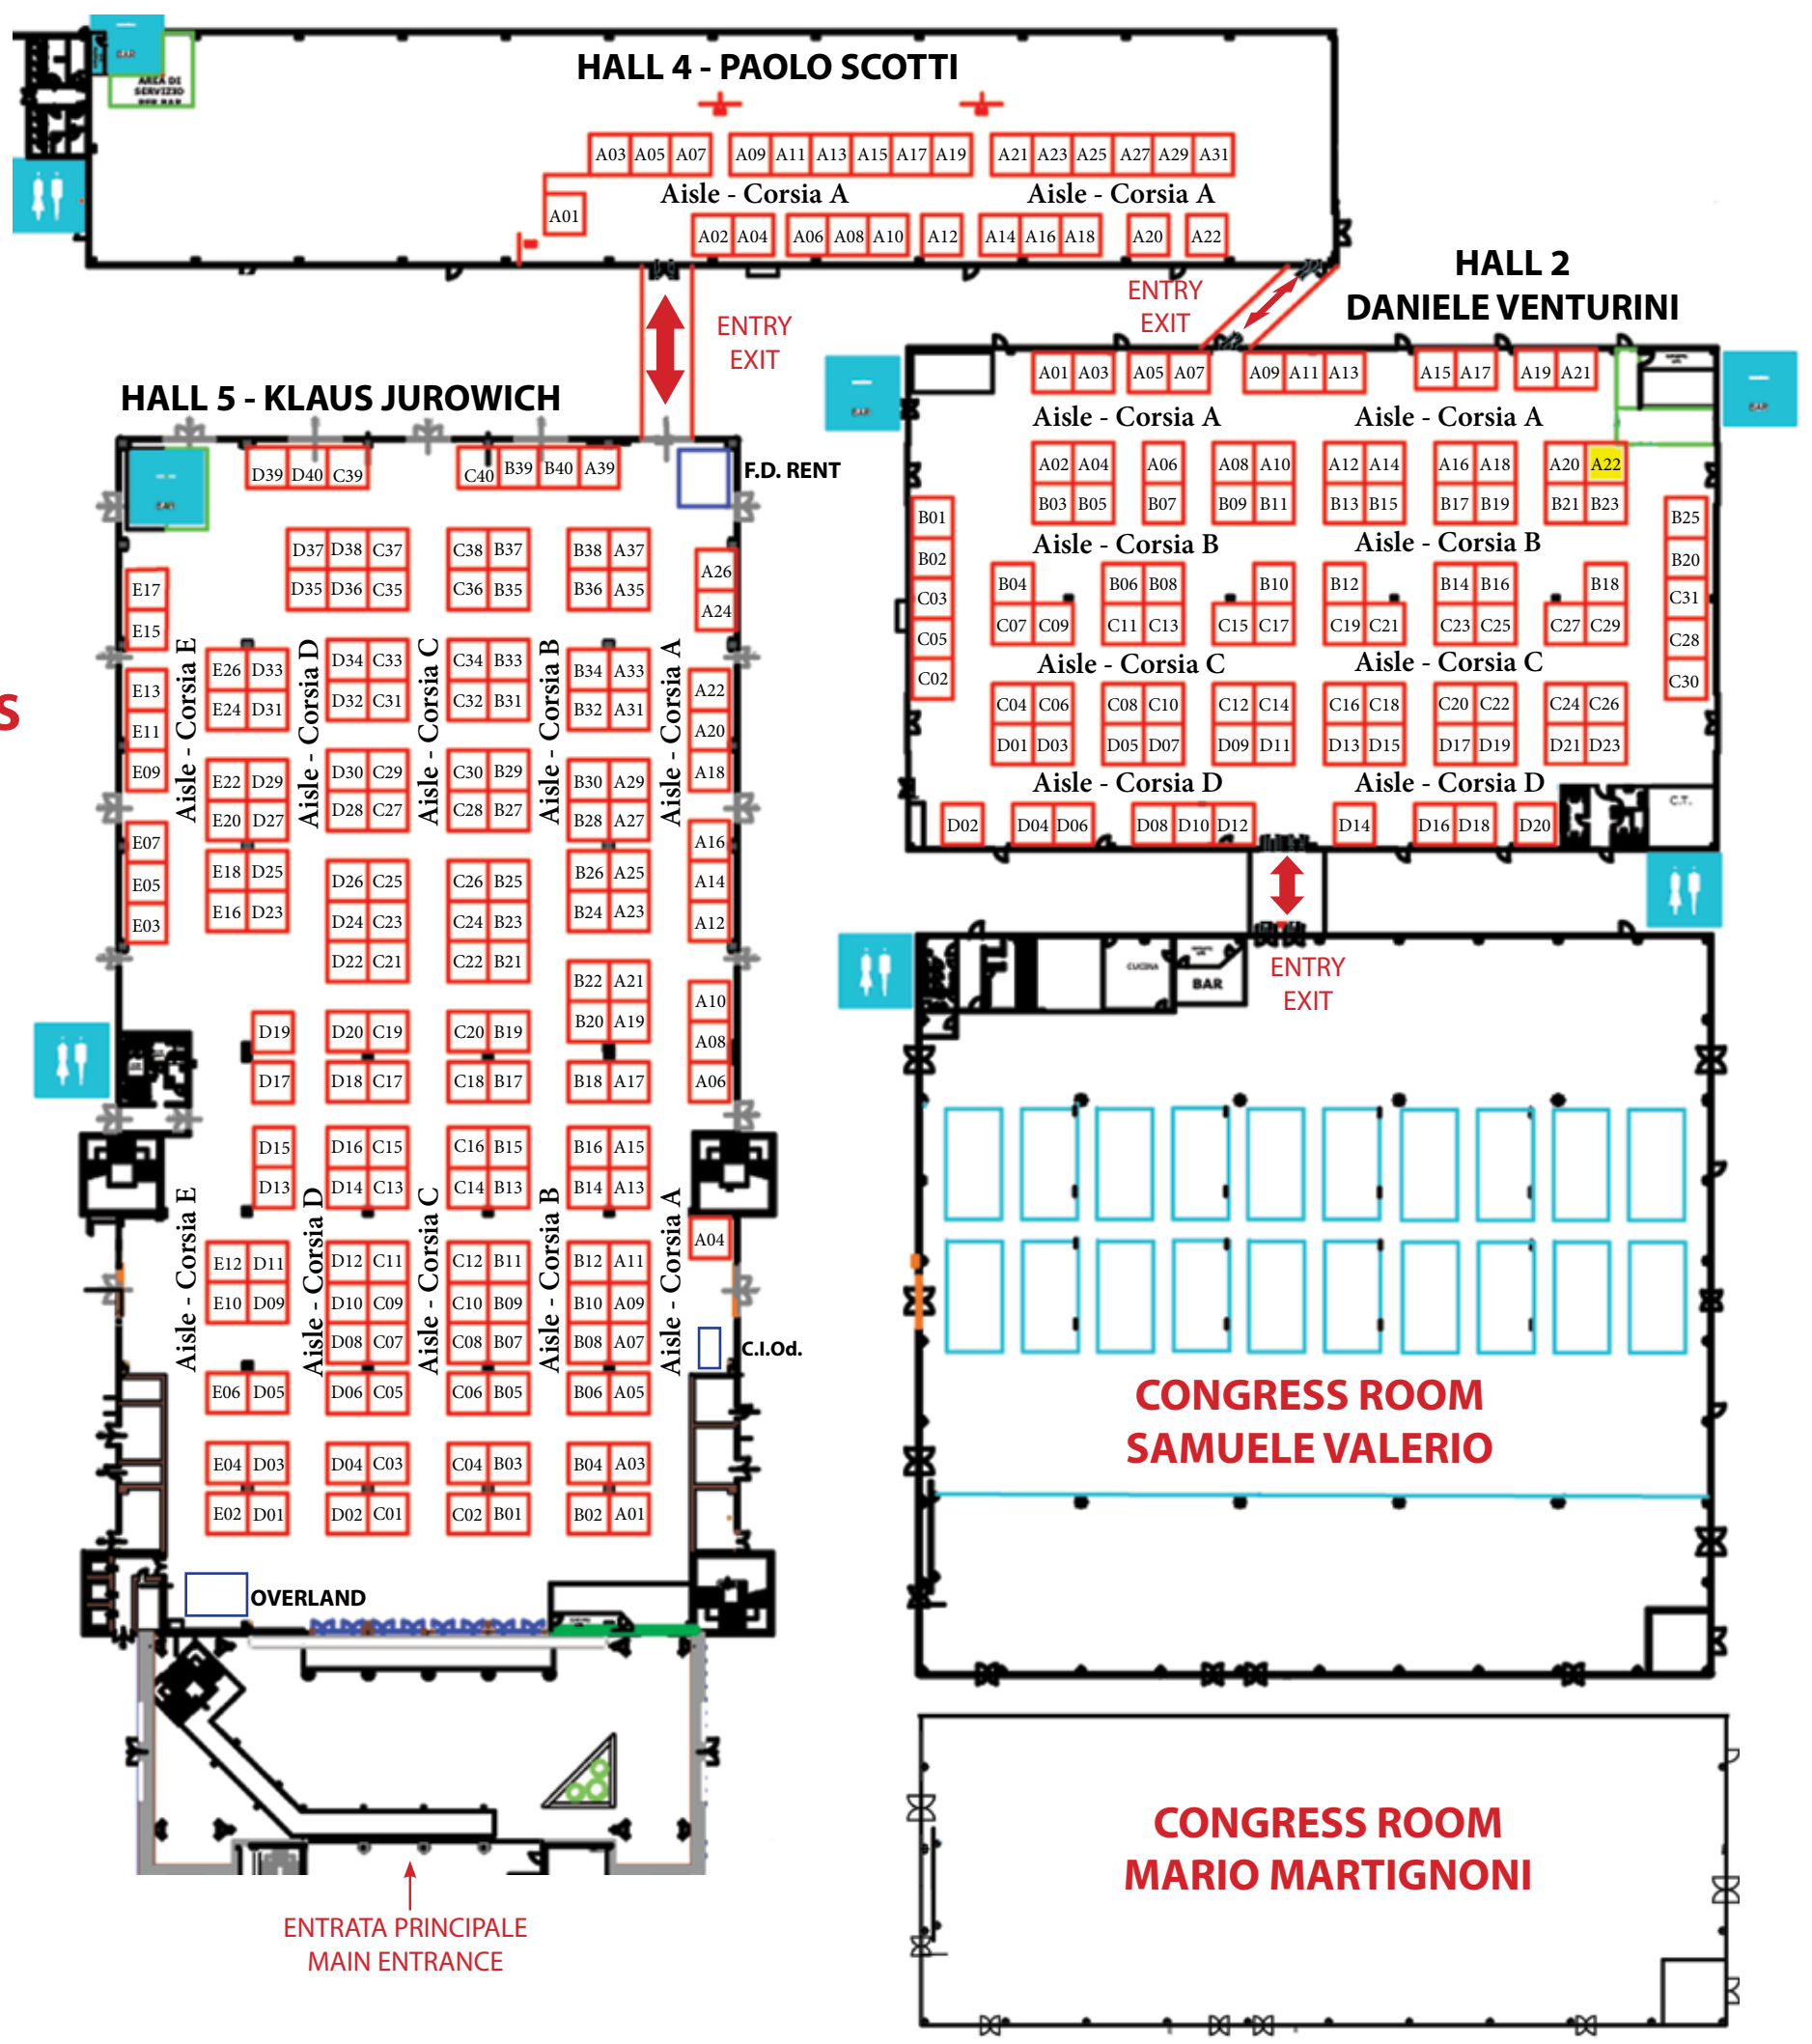 BAR
AREA DI
SERVIZIO
PER BAR
HALL 4 - PAOLO SCOTTI
A03 A05 A07 A09 A11 A13 A15 A17 A19 A21 A23 A25 A27 A29 A31
Aisle - Corsia A Aisle - Corsia A
A01
A02 A04 A06 A08 A10 A12 A14 A16 A18 A20 A22
ENTRY
EXIT
ENTRY
EXIT
HALL 2
DANIELE VENTURINI
BAR
BAR
A01 A03 A05 A07 A09 A11 A13 A15 A17 A19 A21
Aisle - Corsia A Aisle - Corsia A
A02 A04 A06 A08 A10 A12 A14 A16 A18 A20 A22
B03 B05 B07 B09 B11 B13 B15 B17 B19 B21 B23
B01
B02
C03
C05
C02
B25
B20
C31
C28
C30
Aisle - Corsia B Aisle - Corsia B
B04 B06 B08 B10 B12 B14 B16 B18
C07 C09 C11 C13 C15 C17 C19 C21 C23 C25 C27 C29
Aisle - Corsia C Aisle - Corsia C
C04 C06 C08 C10 C12 C14 C16 C18 C20 C22 C24 C26
D01 D03 D05 D07 D09 D11 D13 D15 D17 D19 D21 D23
Aisle - Corsia D Aisle - Corsia D
D02 D04 D06 D08 D10 D12 D14 D16 D18 D20
C.T.
HALL 5 - KLAUS JUROWICH
F.D. RENT
BAR
D39 D40 C39 C40 B39 B40 A39
D37 D38 C37 C38 B37 B38 A37
D35 D36 C35 C36 B35 B36 A35
A26
A24
E17
E15
E13
E11
E09
E07
E05
E03
Aisle - Corsia E
Aisle - Corsia D
Aisle - Corsia C
Aisle - Corsia B
Aisle - Corsia A
E26 D33 D34 C33 C34 B33 B34 A33
E24 D31 D32 C31 C32 B31 B32 A31
A22
A20
A18
E22 D29 D30 C29 C30 B29 B30 A29
E20 D27 D28 C27 C28 B27 B28 A27
A16
A14
A12
E18 D25 D26 C25 C26 B25 B26 A25
E16 D23 D24 C23 C24 B23 B24 A23
D22 C21 C22 B21 B22 A21
B20 A19
A10
A08
A06
D19 D20 C19 C20 B19
D17 D18 C17 C18 B17 B18 A17
D15 D16 C15 C16 B15 B16 A15
D13 D14 C13 C14 B13 B14 A13
Aisle - Corsia E
Aisle - Corsia D
Aisle - Corsia C
Aisle - Corsia B
Aisle - Corsia A
A04
E12 D11 D12 C11 C12 B11 B12 A11
E10 D09 D10 C09 C10 B09 B10 A09
D08 C07 C08 B07 B08 A07
C.I.Od.
E06 D05 D06 C05 C06 B05 B06 A05
E04 D03 D04 C03 C04 B03 B04 A03
E02 D01 D02 C01 C02 B01 B02 A01
OVERLAND
ENTRATA PRINCIPALE
MAIN ENTRANCE
S
CUCINA
BAR
ENTRY
EXIT
CONGRESS ROOM
SAMUELE VALERIO
CONGRESS ROOM
MARIO MARTIGNONI